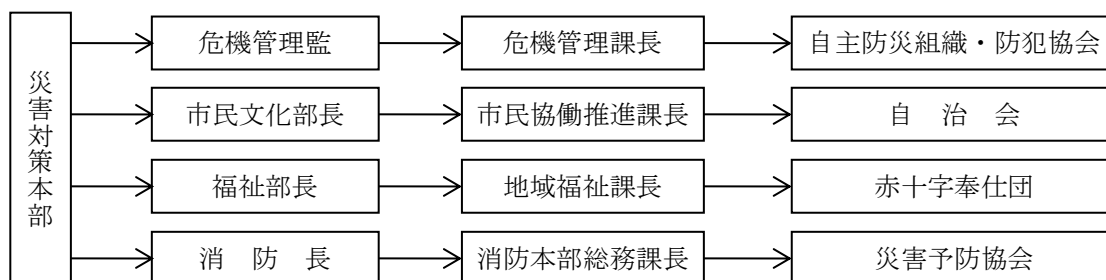 災害対策本部
危機管理監
危機管理課長
自主防災組織・防犯協会
市民文化部長
市民協働推進課長
自　治　会
福祉部長
地域福祉課長
赤十字奉仕団
消　防　長
消防本部総務課長
災害予防協会